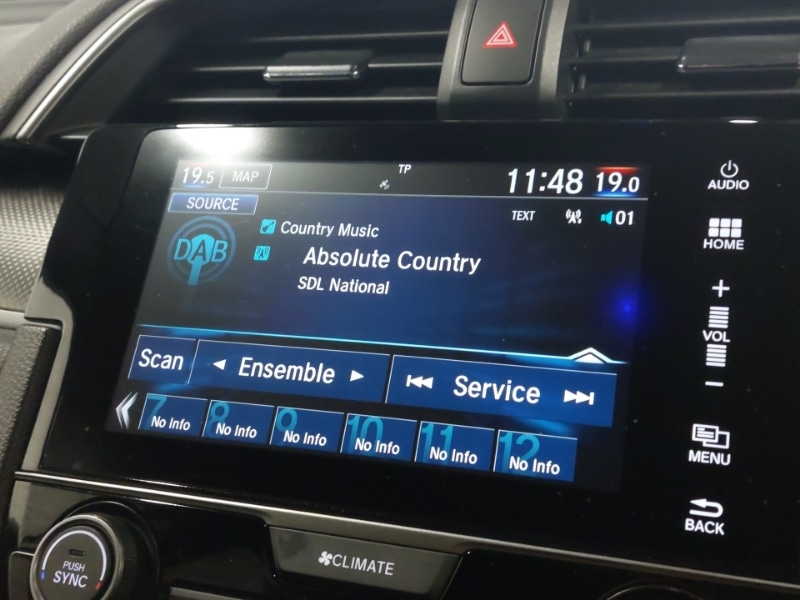 19.5 MAP TP 11:48 19.0
AUDIO
SOURCE TEXT 01
DAB
Country Music
Absolute Country
SDL National
HOME
+
VOL
−
Scan ◄ Ensemble ► Service
7 No Info 8 No Info 9 No Info 10 No Info 11 No Info 12 No Info
MENU
BACK
PUSH
SYNC
CLIMATE